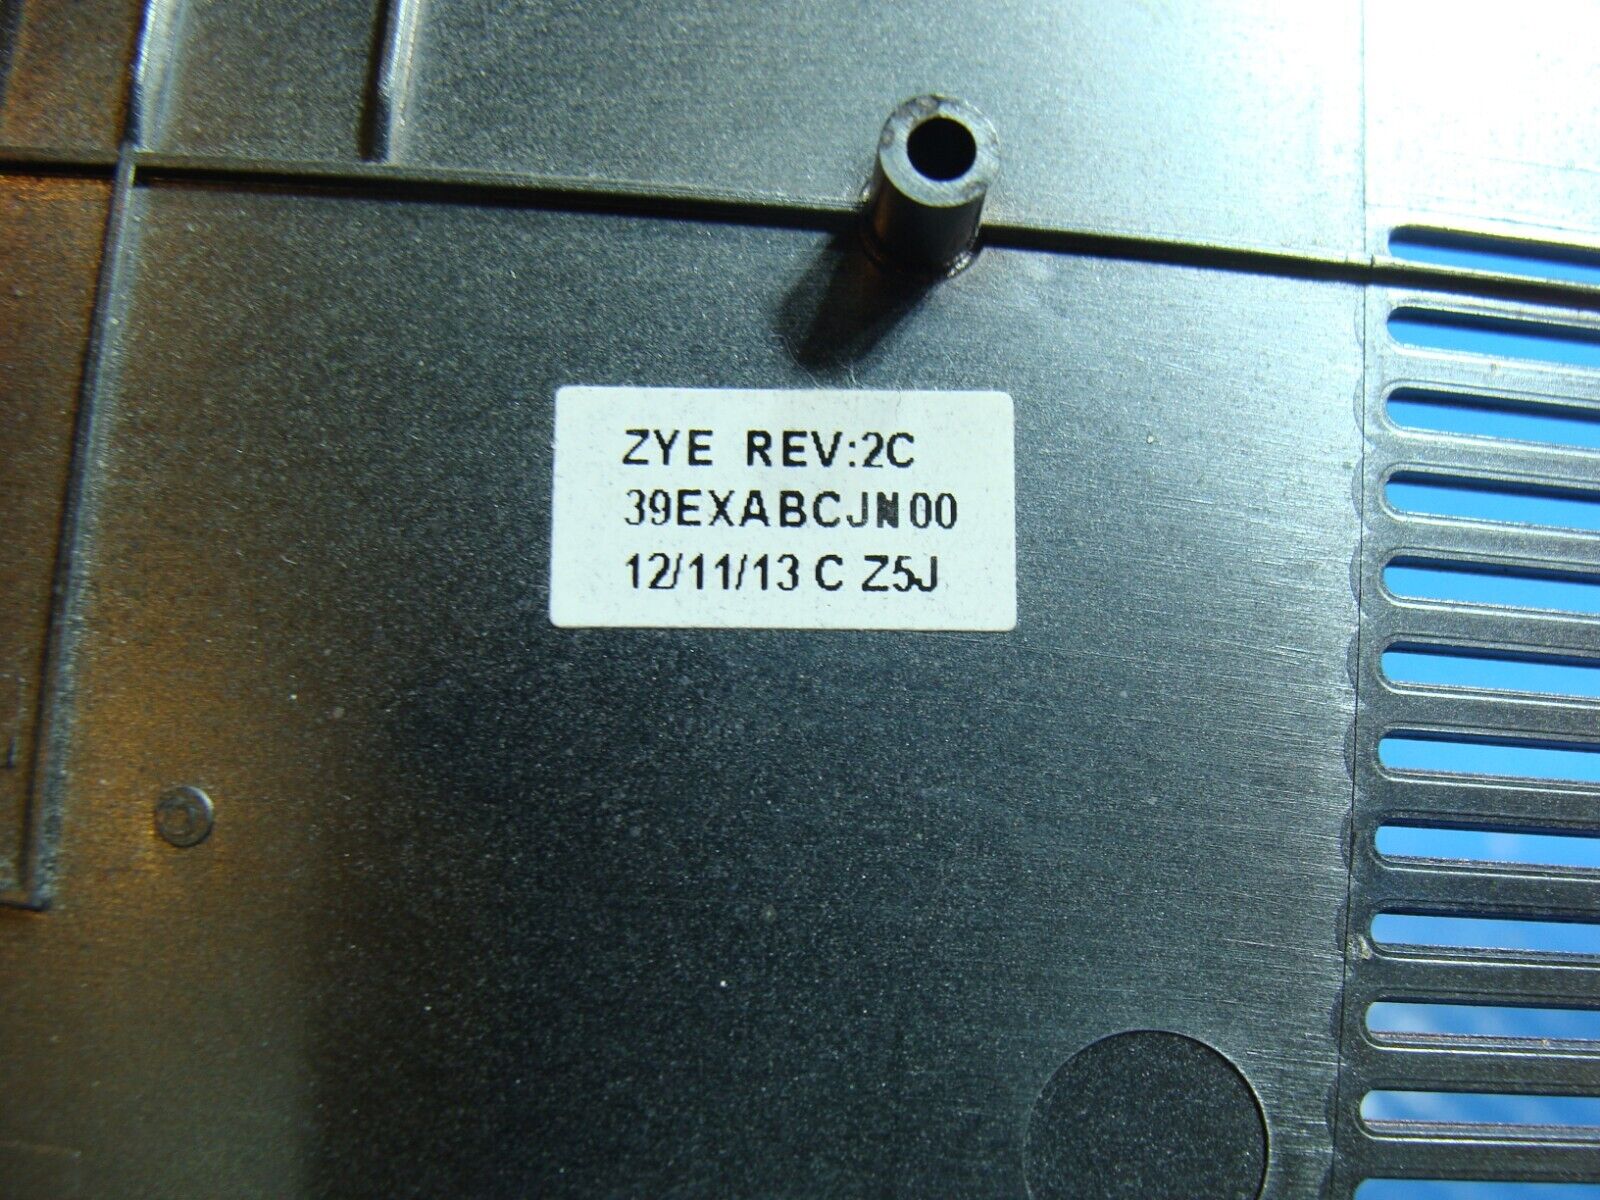 ZYE REV:2C
39EXABCJN00
12/11/13 C Z5J